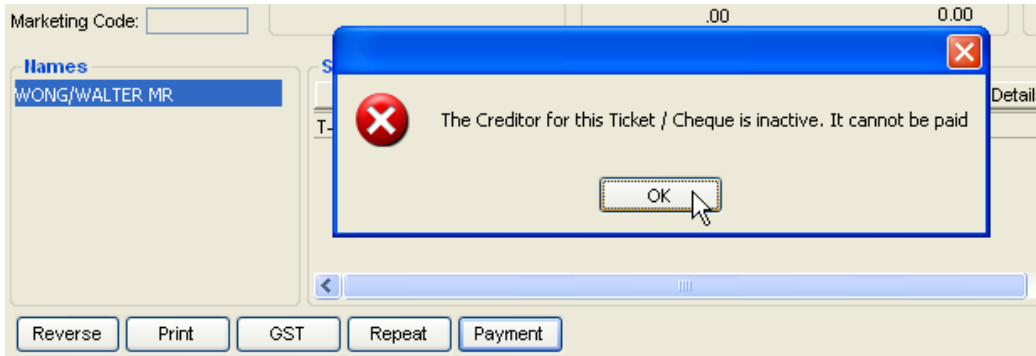 Marketing Code:
.00 0.00
Names
S
WONG/WALTER MR
Detail
T-
The Creditor for this Ticket / Cheque is inactive. It cannot be paid
OK
Reverse Print GST Repeat Payment